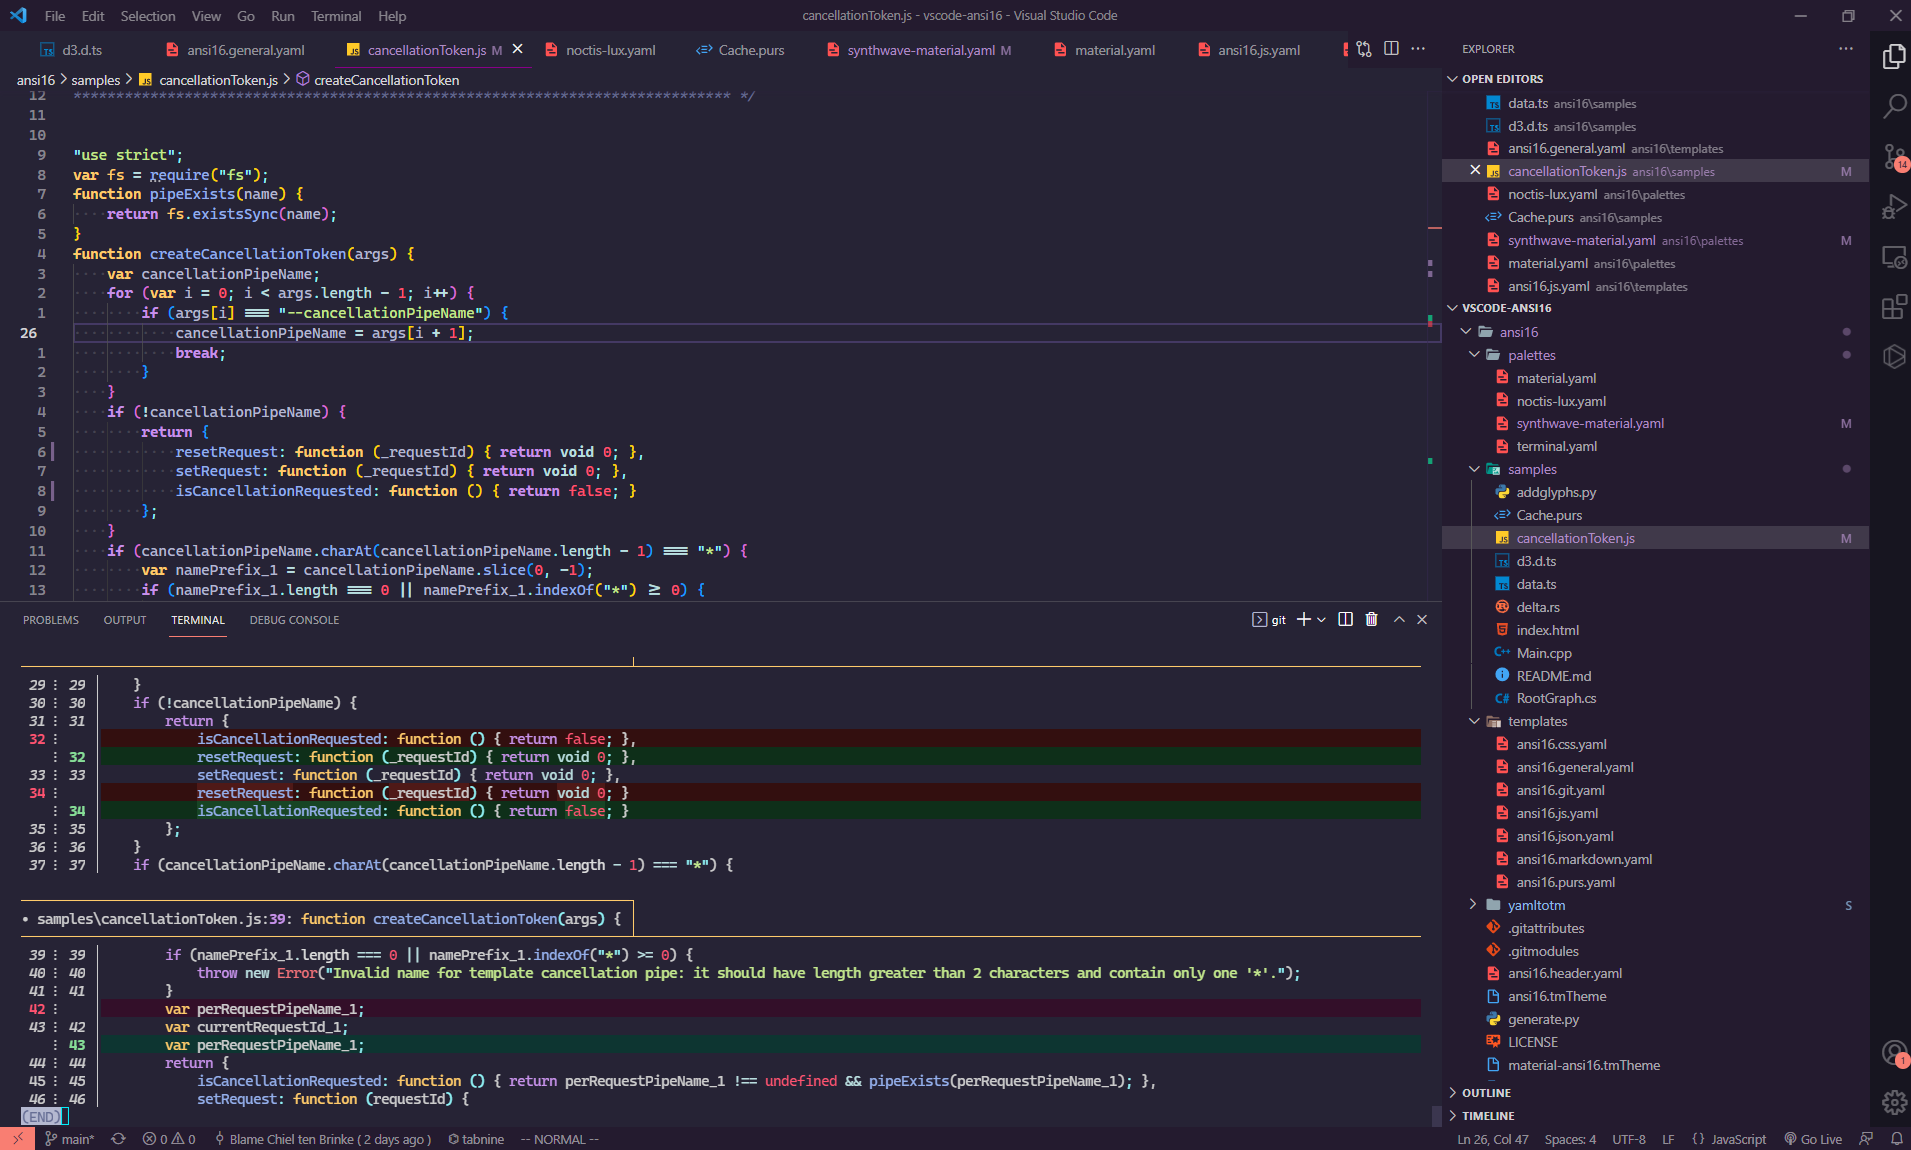 File Edit Selection View Go Run Terminal Help
cancellationToken.js - vscode-ansi16 - Visual Studio Code
d3.d.ts
ansi16.general.yaml
cancellationToken.js M
noctis-lux.yaml
Cache.purs
synthwave-material.yaml M
material.yaml
ansi16.js.yaml
ansi16 > samples > JS cancellationToken.js > createCancellationToken
12 ***************************************************************************** */
11
10
9 "use strict";
8 var fs = require("fs");
7 function pipeExists(name) {
6 return fs.existsSync(name);
5 }
4 function createCancellationToken(args) {
3 var cancellationPipeName;
2 for (var i = 0; i < args.length - 1; i++) {
1 if (args[i] === "--cancellationPipeName") {
26 cancellationPipeName = args[i + 1];
1 break;
2 }
3 }
4 if (!cancellationPipeName) {
5 return {
6 resetRequest: function (_requestId) { return void 0; },
7 setRequest: function (_requestId) { return void 0; },
8 isCancellationRequested: function () { return false; }
9 };
10 }
11 if (cancellationPipeName.charAt(cancellationPipeName.length - 1) === "*") {
12 var namePrefix_1 = cancellationPipeName.slice(0, -1);
13 if (namePrefix_1.length === 0 || namePrefix_1.indexOf("*") ≥ 0) {
PROBLEMS OUTPUT TERMINAL DEBUG CONSOLE
git
29 ⋮ 29 }
30 ⋮ 30 if (!cancellationPipeName) {
31 ⋮ 31 return {
32 ⋮ isCancellationRequested: function () { return false; },
⋮ 32 resetRequest: function (_requestId) { return void 0; },
33 ⋮ 33 setRequest: function (_requestId) { return void 0; },
34 ⋮ resetRequest: function (_requestId) { return void 0; }
⋮ 34 isCancellationRequested: function () { return false; }
35 ⋮ 35 };
36 ⋮ 36 }
37 ⋮ 37 if (cancellationPipeName.charAt(cancellationPipeName.length - 1) === "*") {
• samples\cancellationToken.js:39: function createCancellationToken(args) {
39 ⋮ 39 if (namePrefix_1.length === 0 || namePrefix_1.indexOf("*") >= 0) {
40 ⋮ 40 throw new Error("Invalid name for template cancellation pipe: it should have length greater than 2 characters and contain only one '*'.");
41 ⋮ 41 }
42 ⋮ var perRequestPipeName_1;
43 ⋮ 42 var currentRequestId_1;
⋮ 43 var perRequestPipeName_1;
44 ⋮ 44 return {
45 ⋮ 45 isCancellationRequested: function () { return perRequestPipeName_1 !== undefined && pipeExists(perRequestPipeName_1); },
46 ⋮ 46 setRequest: function (requestId) {
(END)
EXPLORER
OPEN EDITORS
data.ts ansi16\samples
d3.d.ts ansi16\samples
ansi16.general.yaml ansi16\templates
cancellationToken.js ansi16\samples M
noctis-lux.yaml ansi16\palettes
Cache.purs ansi16\samples
synthwave-material.yaml ansi16\palettes M
material.yaml ansi16\palettes
ansi16.js.yaml ansi16\templates
VSCODE-ANSI16
ansi16
palettes
material.yaml
noctis-lux.yaml
synthwave-material.yaml M
terminal.yaml
samples
addglyphs.py
Cache.purs
cancellationToken.js M
d3.d.ts
data.ts
delta.rs
index.html
Main.cpp
README.md
RootGraph.cs
templates
ansi16.css.yaml
ansi16.general.yaml
ansi16.git.yaml
ansi16.js.yaml
ansi16.json.yaml
ansi16.markdown.yaml
ansi16.purs.yaml
yamltotm S
.gitattributes
.gitmodules
ansi16.header.yaml
ansi16.tmTheme
generate.py
LICENSE
material-ansi16.tmTheme
OUTLINE
TIMELINE
14
1
main* 0 0 Blame Chiel ten Brinke ( 2 days ago ) tabnine -- NORMAL --
Ln 26, Col 47 Spaces: 4 UTF-8 LF {} JavaScript Go Live